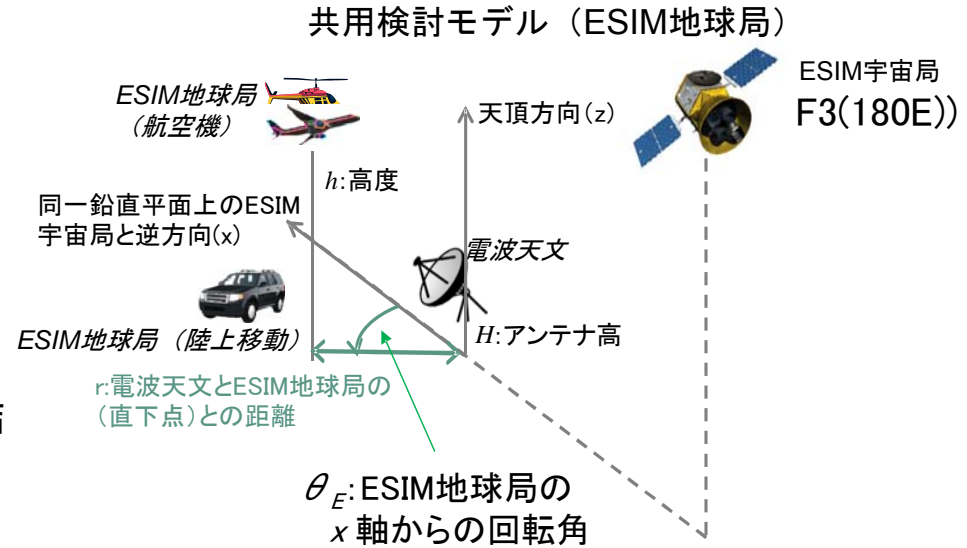 共用検討モデル（ESIM地球局）
ESIM地球局
（航空機）
天頂方向(z)
ESIM宇宙局
F3(180E))
h:高度
同一鉛直平面上のESIM
宇宙局と逆方向(x)
電波天文
ESIM地球局（陸上移動）
H:アンテナ高
r:電波天文とESIM地球局の
（直下点）との距離
θE:ESIM地球局の
x 軸からの回転角